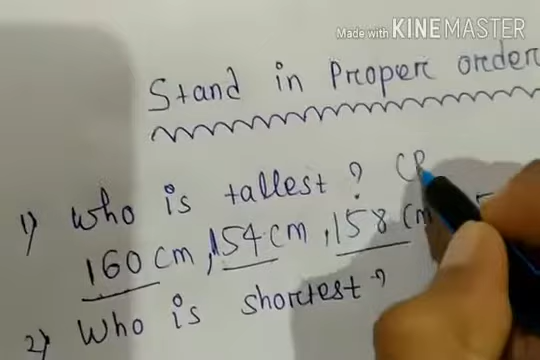 Made with KINEMASTER
Stand in Proper order
1) Who is tallest ?
160 cm, 154 cm, 158 cm
2) Who is shortest ?